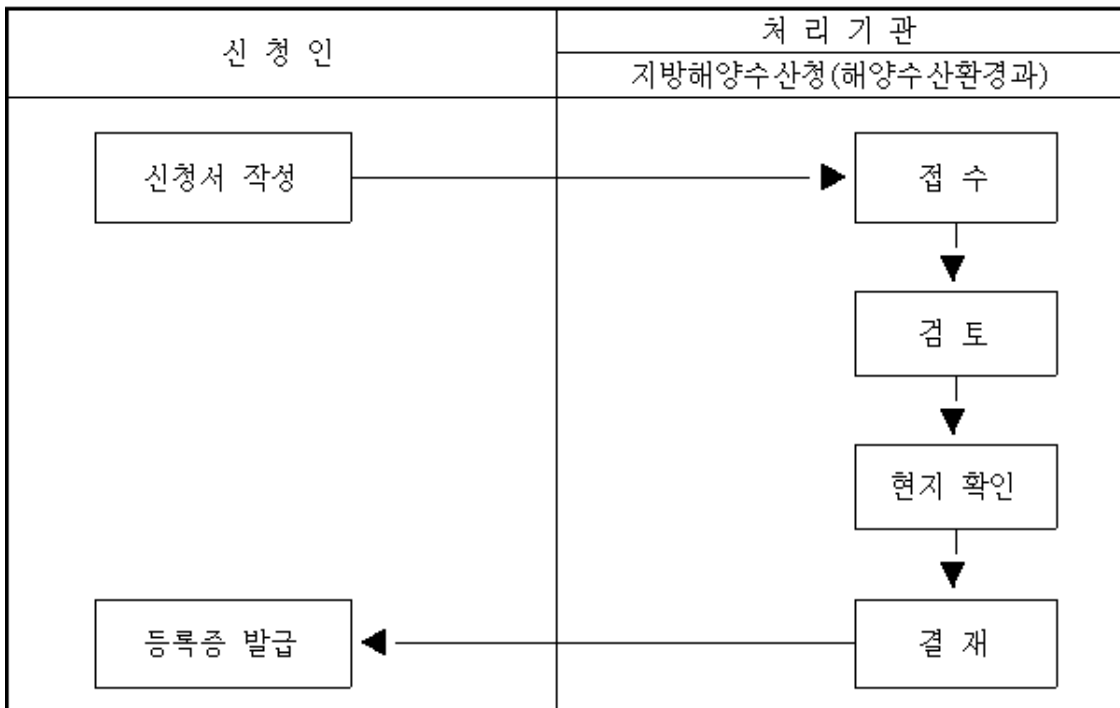 신 청 인
처 리 기 관
지방해양수산청(해양수산환경과)
신청서 작성
접 수
검 토
현지 확인
결 재
등록증 발급